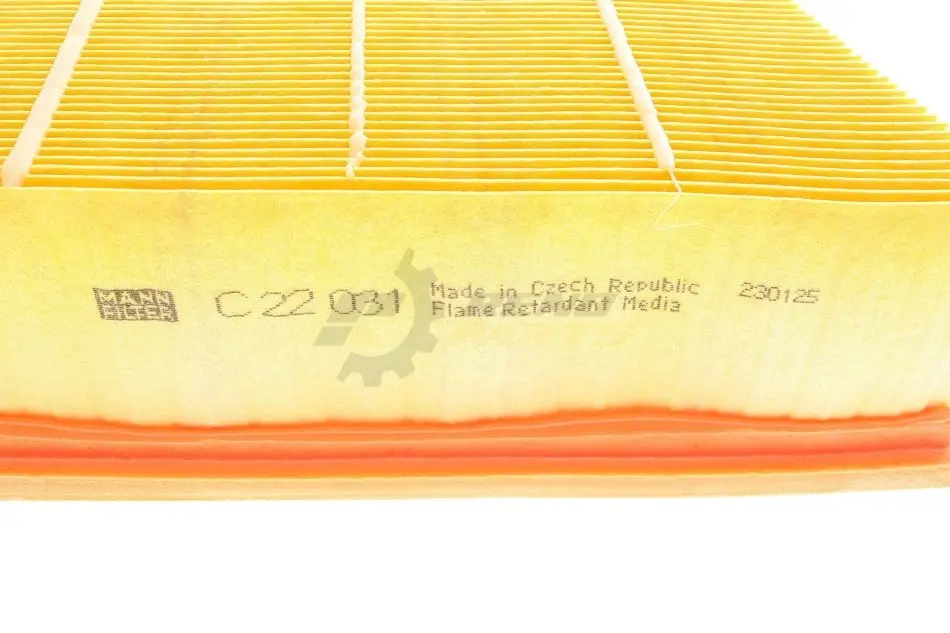 MANN
FILTER
C 22 031
Made in Czech Republic
Flame Retardant Media
230125